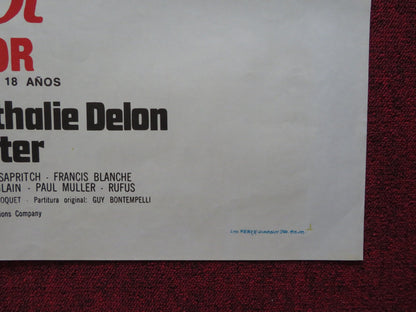 OR
18 AÑOS
thalie Delon
ter
SAPRITCH - FRANCIS BLANCHE
LAIN - PAUL MULLER - RUFUS
OQUET - Partitura original: GUY BONTEMPELLI
ions Company